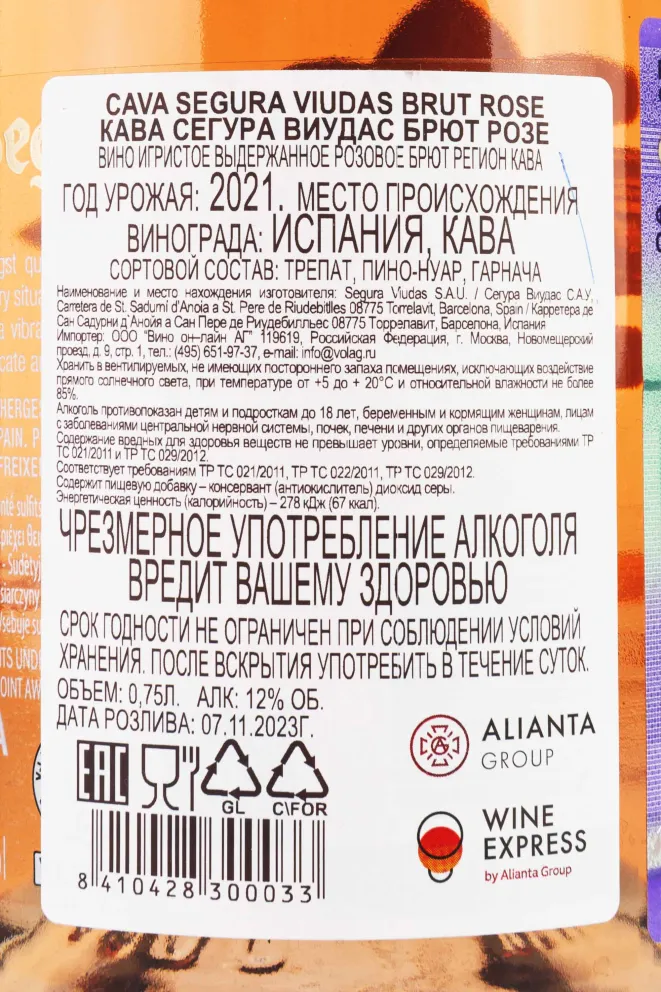 CAVA SEGURA VIUDAS BRUT ROSE
КАВА СЕГУРА ВИУДАС БРЮТ РОЗЕ
ВИНО ИГРИСТОЕ ВЫДЕРЖАННОЕ РОЗОВОЕ БРЮТ РЕГИОН КАВА
ГОД УРОЖАЯ: 2021. МЕСТО ПРОИСХОЖДЕНИЯ
ВИНОГРАДА: ИСПАНИЯ, КАВА
СОРТОВОЙ СОСТАВ: ТРЕПАТ, ПИНО-НУАР, ГАРНАЧА
Наименование и место нахождения изготовителя: Segura Viudas S.A.U. / Сегура Виудас С.А.У,
Carretera de St. Sadurni d'Anoia a St. Pere de Riudebitlles 08775 Torrelavit, Barcelona, Spain / Карретера де
Сан Садурни д'Анойя а Сан Пере де Риудебилльес 08775 Торрелавит, Барселона, Испания
Импортер: ООО "Вино он-лайн АГ" 119619, Российская Федерация, г. Москва, Новомещерский
проезд, д. 9, стр. 1, тел.: (495) 651-97-37, e-mail: info@volag.ru
Хранить в вентилируемых, не имеющих постороннего запаха помещениях, исключающих воздействие
прямого солнечного света, при температуре от +5 до + 20°С и относительной влажности не более
85%.
Алкоголь противопоказан детям и подросткам до 18 лет, беременным и кормящим женщинам, лицам
с заболеваниями центральной нервной системы, почек, печени и других органов пищеварения.
Содержание вредных для здоровья веществ не превышает уровни, определяемые требованиями ТР
ТС 021/2011 и ТР ТС 029/2012.
Соответствует требованиям ТР ТС 021/2011, ТР ТС 022/2011, ТР ТС 029/2012.
Содержит пищевую добавку – консервант (антиокислитель) диоксид серы.
Энергетическая ценность (калорийность) – 278 кДж (67 ккал).
ЧРЕЗМЕРНОЕ УПОТРЕБЛЕНИЕ АЛКОГОЛЯ
ВРЕДИТ ВАШЕМУ ЗДОРОВЬЮ
СРОК ГОДНОСТИ НЕ ОГРАНИЧЕН ПРИ СОБЛЮДЕНИИ УСЛОВИЙ
ХРАНЕНИЯ. ПОСЛЕ ВСКРЫТИЯ УПОТРЕБИТЬ В ТЕЧЕНИЕ СУТОК.
ОБЪЕМ: 0,75Л. АЛК: 12% ОБ.
ДАТА РОЗЛИВА: 07.11.2023Г.
ALIANTA
GROUP
EAC
GL C\FOR
WINE
EXPRESS
by Alianta Group
8 410428 300033